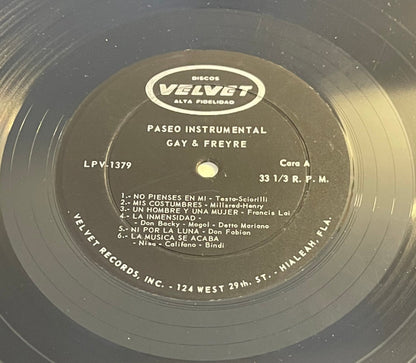 DISCOS
VELVET
ALTA FIDELIDAD
PASEO INSTRUMENTAL
GAY & FREYRE
LPV-1379
Cara A
33 1/3 R. P. M.
1.- NO PIENSES EN MI - Testa-Sciorilli
2.- MIS COSTUMBRES - Millsred-Henry
3.- UN HOMBRE Y UNA MUJER - Francis Lai
4.- LA INMENSIDAD -
- Don Backy - Mogol - Detto Mariano
5.- NI POR LA LUNA - Don Fabian
6.- LA MUSICA SE ACABA
- Nisa - Califano - Bindi
VELVET RECORDS, INC. - 124 WEST 29th. ST. - HIALEAH, FLA.